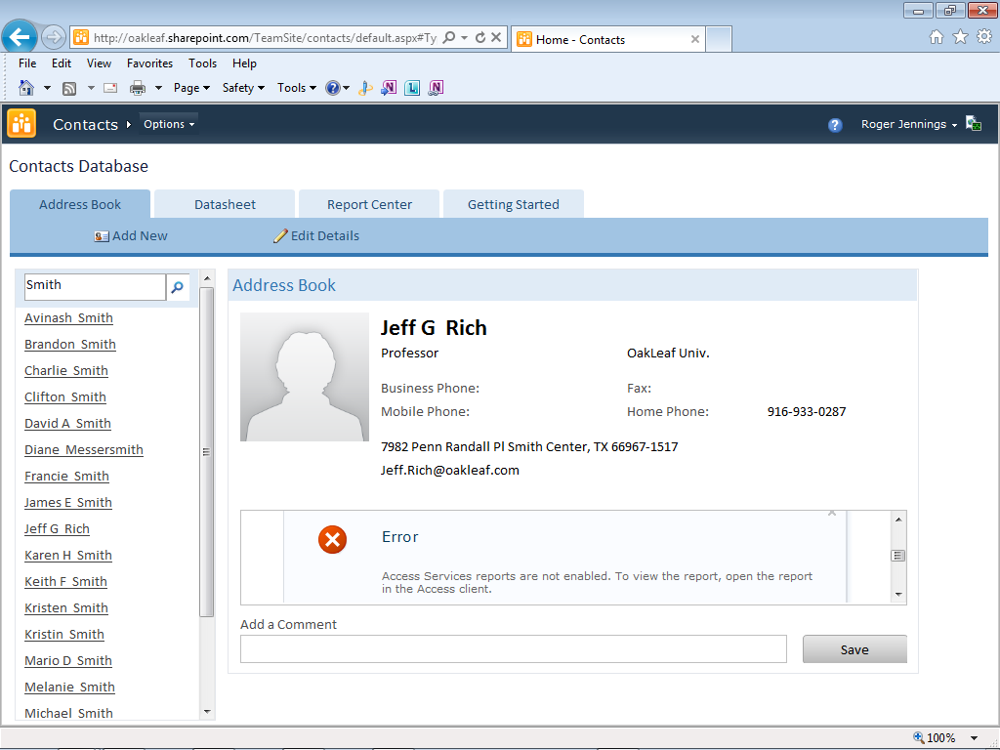 http://oakleaf.sharepoint.com/TeamSite/contacts/default.aspx#Ty
Home - Contacts
File Edit View Favorites Tools Help
Page Safety Tools
Contacts Options
Roger Jennings
Contacts Database
Address Book Datasheet Report Center Getting Started
Add New Edit Details
Smith
Avinash Smith
Brandon Smith
Charlie Smith
Clifton Smith
David A Smith
Diane Messersmith
Francie Smith
James E Smith
Jeff G Rich
Karen H Smith
Keith F Smith
Kristen Smith
Kristin Smith
Mario D Smith
Melanie Smith
Michael Smith
Address Book
Jeff G Rich
Professor OakLeaf Univ.
Business Phone: Fax:
Mobile Phone: Home Phone: 916-933-0287
7982 Penn Randall Pl Smith Center, TX 66967-1517
Jeff.Rich@oakleaf.com
Error
Access Services reports are not enabled. To view the report, open the report
in the Access client.
Add a Comment
Save
100%